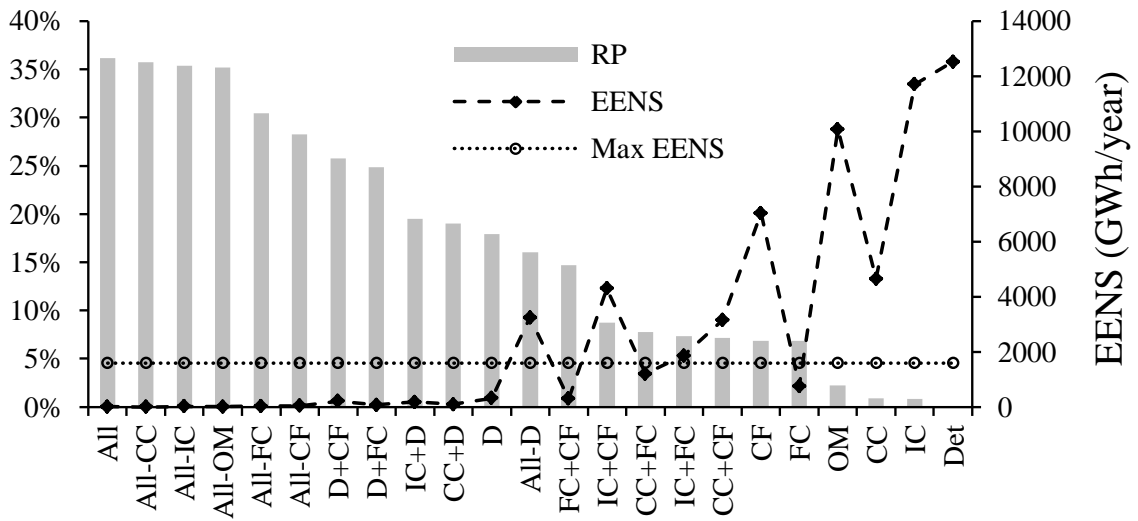 40%
35%
30%
25%
20%
15%
10%
5%
0%
RP
EENS
Max EENS
14000
12000
10000
8000
6000
4000
2000
0
EENS (GWh/year)
All
All-CC
All-IC
All-OM
All-FC
All-CF
D+CF
D+FC
IC+D
CC+D
D
All-D
FC+CF
IC+CF
CC+FC
IC+FC
CC+CF
CF
FC
OM
CC
IC
Det